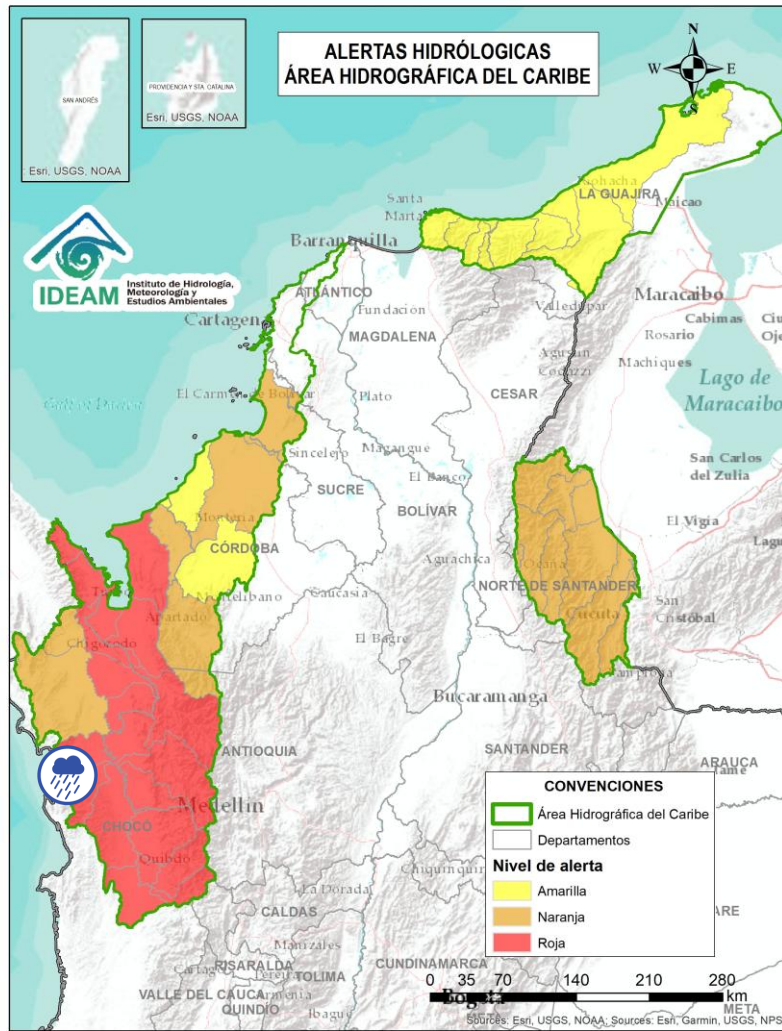 ALERTAS HIDRÓLOGICAS
ÁREA HIDROGRÁFICA DEL CARIBE
N
W
E
S
SAN ANDRÉS
Esri, USGS, NOAA
PROVIDENCIA Y STA. CATALINA
Esri, USGS, NOAA
IDEAM
Instituto de Hidrología,
Meteorología y
Estudios Ambientales
LA GUAJIRA
Maicao
Santa
Marta
Barranquilla
ATLÁNTICO
Fundación
Cartagen
MAGDALENA
Valledupar
Maracaibo
Cabimas
Rosario
Machiques
Lago de
Maracaibo
CESAR
El Carmen de Bolívar
Plato
Sincelejo
Magangue
El Banco
SUCRE
BOLÍVAR
San Carlos
del Zulia
El Vigía
Montería
CÓRDOBA
Aguachica
Ocaña
NORTE DE SANTANDER
Cúcuta
San
Cristóbal
Montelibano
Caucasia
Apartado
El Bagre
Chigorodo
Bucaramanga
ANTIOQUIA
SANTANDER
ARAUCA
Medellín
CHOCÓ
Quibdó
La Dorada
CALDAS
Manizales
RISARALDA
TOLIMA
CUNDINAMARCA
VALLE DEL CAUCA
QUINDÍO
Ibagué
Bogotá
META
META
CONVENCIONES
Área Hidrográfica del Caribe
Departamentos
Nivel de alerta
Amarilla
Naranja
Roja
0 35 70 140 210 280
km
Sources: Esri, USGS, NOAA; Sources: Esri, Garmin, USGS, NPS